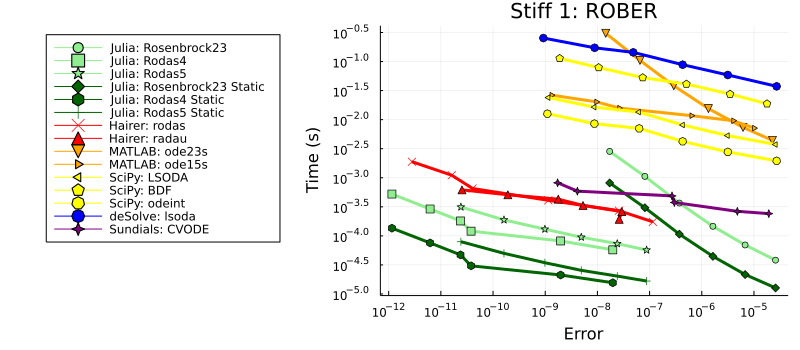 Stiff 1: ROBER
Julia: Rosenbrock23
Julia: Rodas4
Julia: Rodas5
Julia: Rosenbrock23 Static
Julia: Rodas4 Static
Julia: Rodas5 Static
Hairer: rodas
Hairer: radau
MATLAB: ode23s
MATLAB: ode15s
SciPy: LSODA
SciPy: BDF
SciPy: odeint
deSolve: lsoda
Sundials: CVODE
Time (s)
10^-0.5
10^-1.0
10^-1.5
10^-2.0
10^-2.5
10^-3.0
10^-3.5
10^-4.0
10^-4.5
10^-5.0
10^-12 10^-11 10^-10 10^-9 10^-8 10^-7 10^-6 10^-5
Error